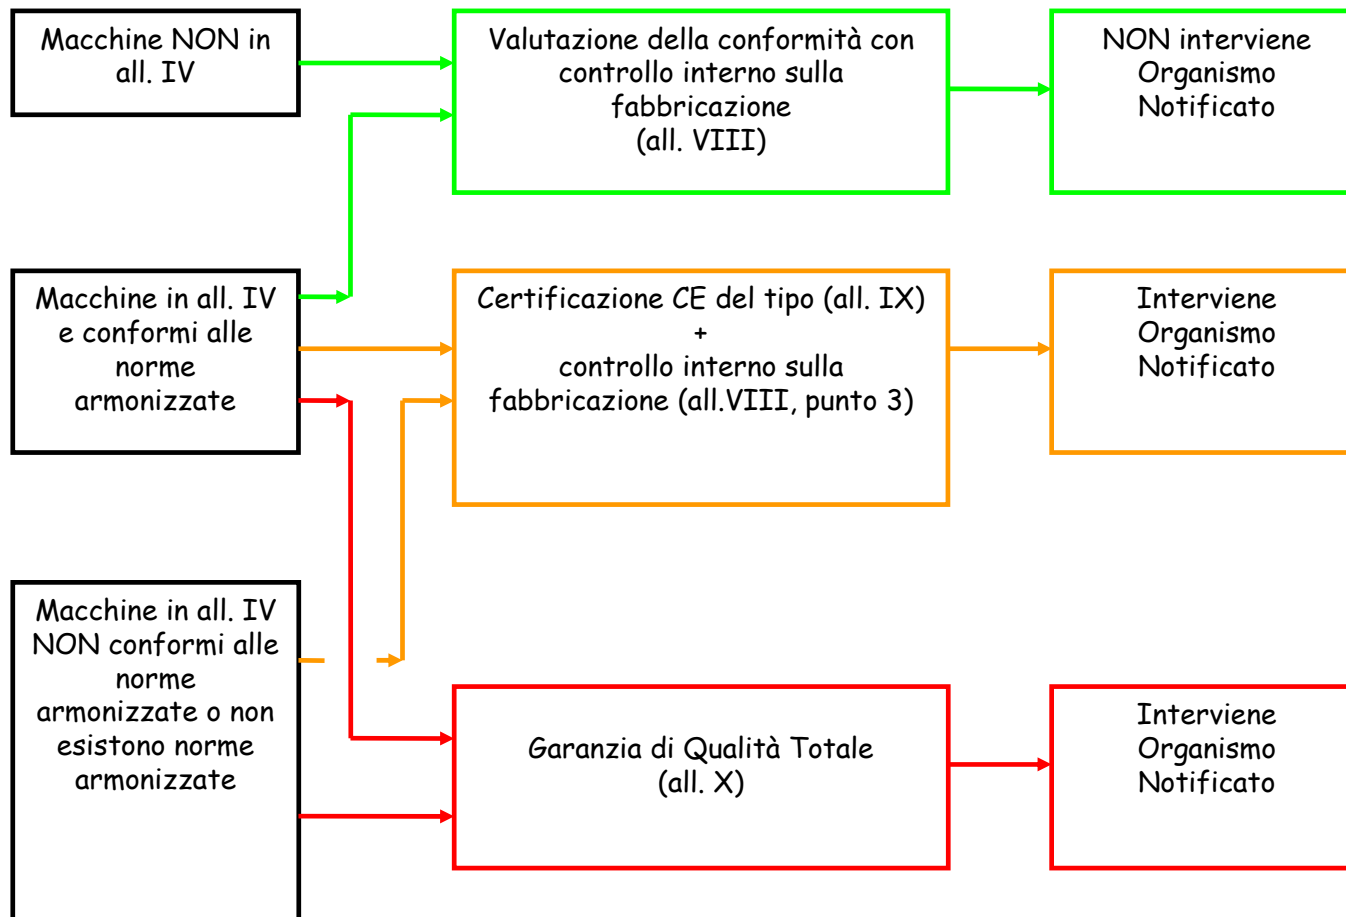 Macchine NON in
all. IV
Valutazione della conformità con
controllo interno sulla
fabbricazione
(all. VIII)
NON interviene
Organismo
Notificato
Macchine in all. IV
e conformi alle
norme
armonizzate
Certificazione CE del tipo (all. IX)
+
controllo interno sulla
fabbricazione (all.VIII, punto 3)
Interviene
Organismo
Notificato
Macchine in all. IV
NON conformi alle
norme
armonizzate o non
esistono norme
armonizzate
Garanzia di Qualità Totale
(all. X)
Interviene
Organismo
Notificato